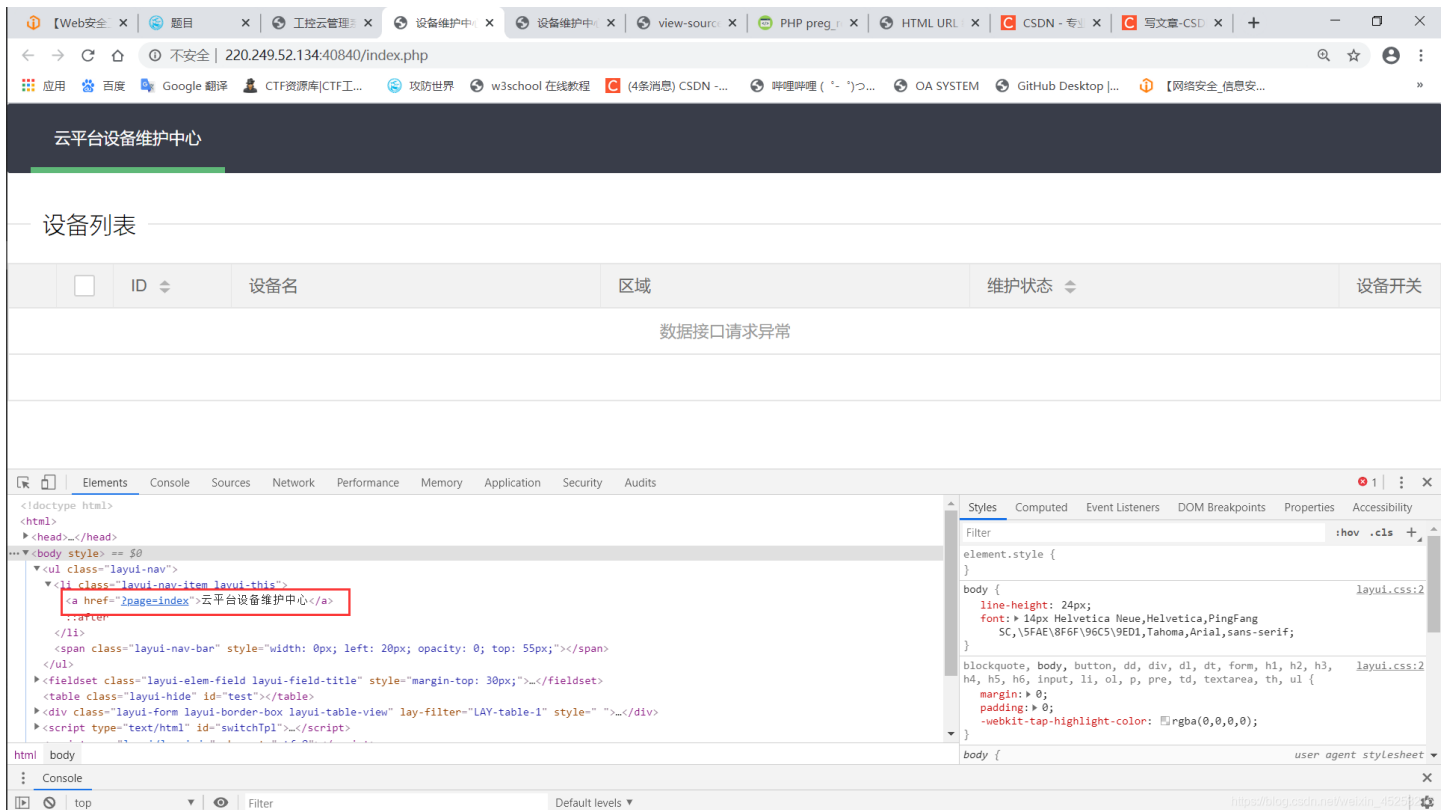 【Web安全
题目
工控云管理
设备维护中
设备维护中
view-source
PHP preg_r
HTML URL
CSDN - 专业
写文章-CSD
不安全 | 220.249.52.134:40840/index.php
应用
百度
Google 翻译
CTF资源库|CTF工...
攻防世界
w3school 在线教程
(4条消息) CSDN -...
哔哩哔哩 ( ゜- ゜)つ...
OA SYSTEM
GitHub Desktop |...
【网络安全_信息安...
»
云平台设备维护中心
设备列表
ID 设备名 区域 维护状态 设备开关
数据接口请求异常
Elements Console Sources Network Performance Memory Application Security Audits 1
<!doctype html>
<html>
<head>…</head>
<body style> == $0
<ul class="layui-nav">
<li class="layui-nav-item layui-this">
<a href="?page=index">云平台设备维护中心</a>
::after
</li>
<span class="layui-nav-bar" style="width: 0px; left: 20px; opacity: 0; top: 55px;"></span>
</ul>
<fieldset class="layui-elem-field layui-field-title" style="margin-top: 30px;">…</fieldset>
<table class="layui-hide" id="test"></table>
<div class="layui-form layui-border-box layui-table-view" lay-filter="LAY-table-1" style=" ">…</div>
<script type="text/html" id="switchTpl">…</script>
html body
Styles Computed Event Listeners DOM Breakpoints Properties Accessibility
Filter :hov .cls +
element.style {
}
body { layui.css:2
line-height: 24px;
font: 14px Helvetica Neue,Helvetica,PingFang
SC,\5FAE\8F6F\96C5\9ED1,Tahoma,Arial,sans-serif;
}
blockquote, body, button, dd, div, dl, dt, form, h1, h2, h3, layui.css:2
h4, h5, h6, input, li, ol, p, pre, td, textarea, th, ul {
margin: 0;
padding: 0;
-webkit-tap-highlight-color: rgba(0,0,0,0);
}
body { user agent stylesheet
Console
top Filter Default levels ▼